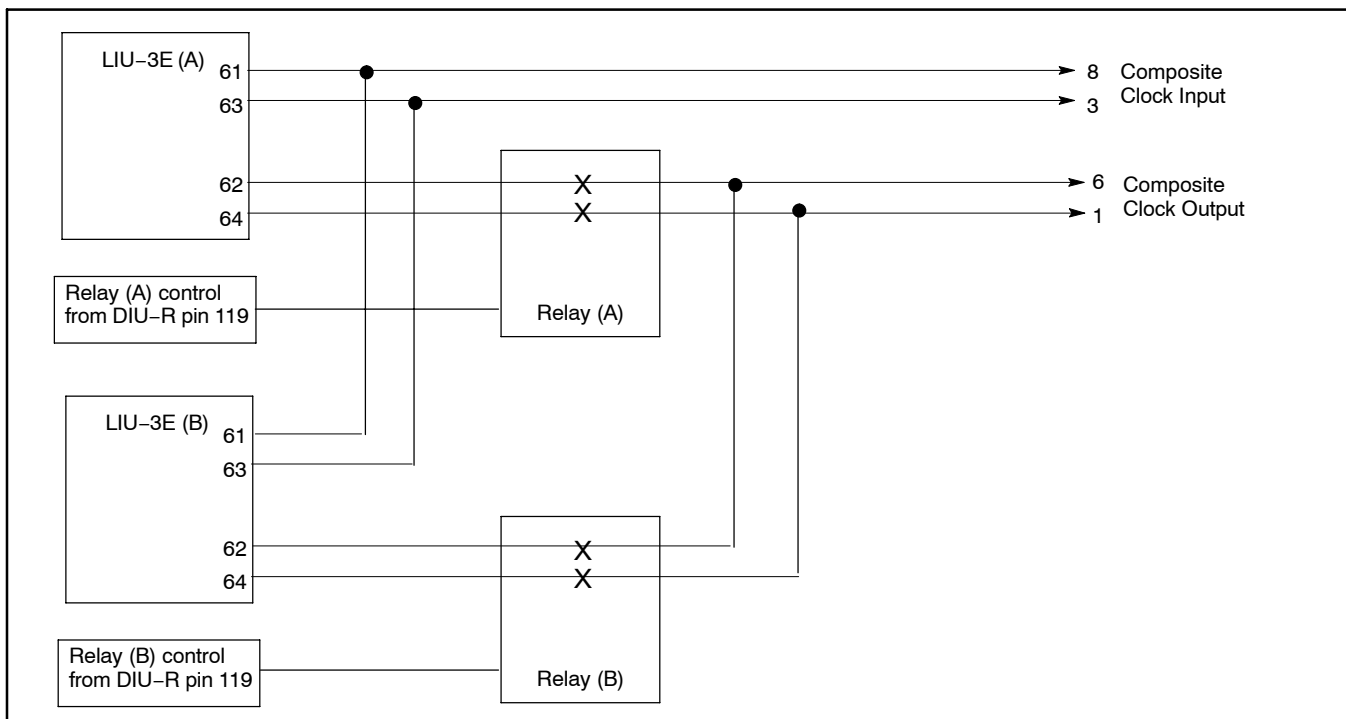 LIU−3E (A)
61
63
62
64
8 Composite
3 Clock Input
6 Composite
1 Clock Output
X
X
Relay (A)
Relay (A) control
from DIU−R pin 119
LIU−3E (B)
61
63
62
64
X
X
Relay (B)
Relay (B) control
from DIU−R pin 119